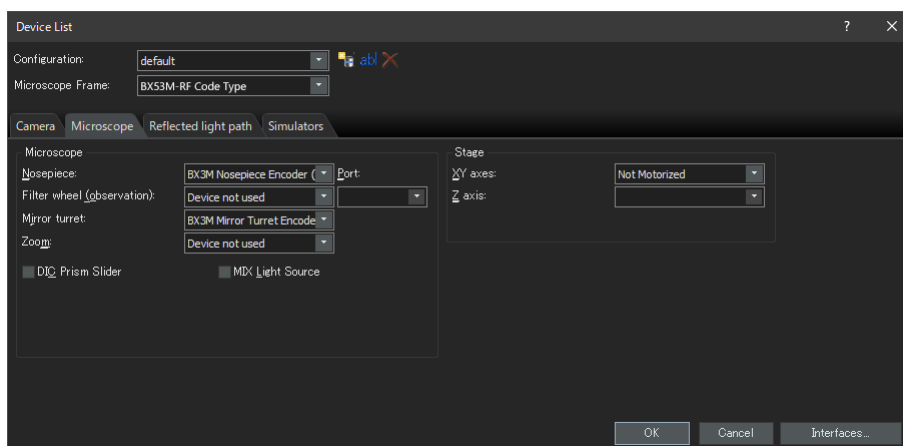 Device List ? ×
Configuration: default abl
Microscope Frame: BX53M-RF Code Type
Camera Microscope Reflected light path Simulators
Microscope
Nosepiece: BX3M Nosepiece Encoder ( Port:
Filter wheel (observation): Device not used
Mirror turret: BX3M Mirror Turret Encode
Zoom: Device not used
DIC Prism Slider MIX Light Source
Stage
XY axes: Not Motorized
Z axis:
OK Cancel Interfaces...